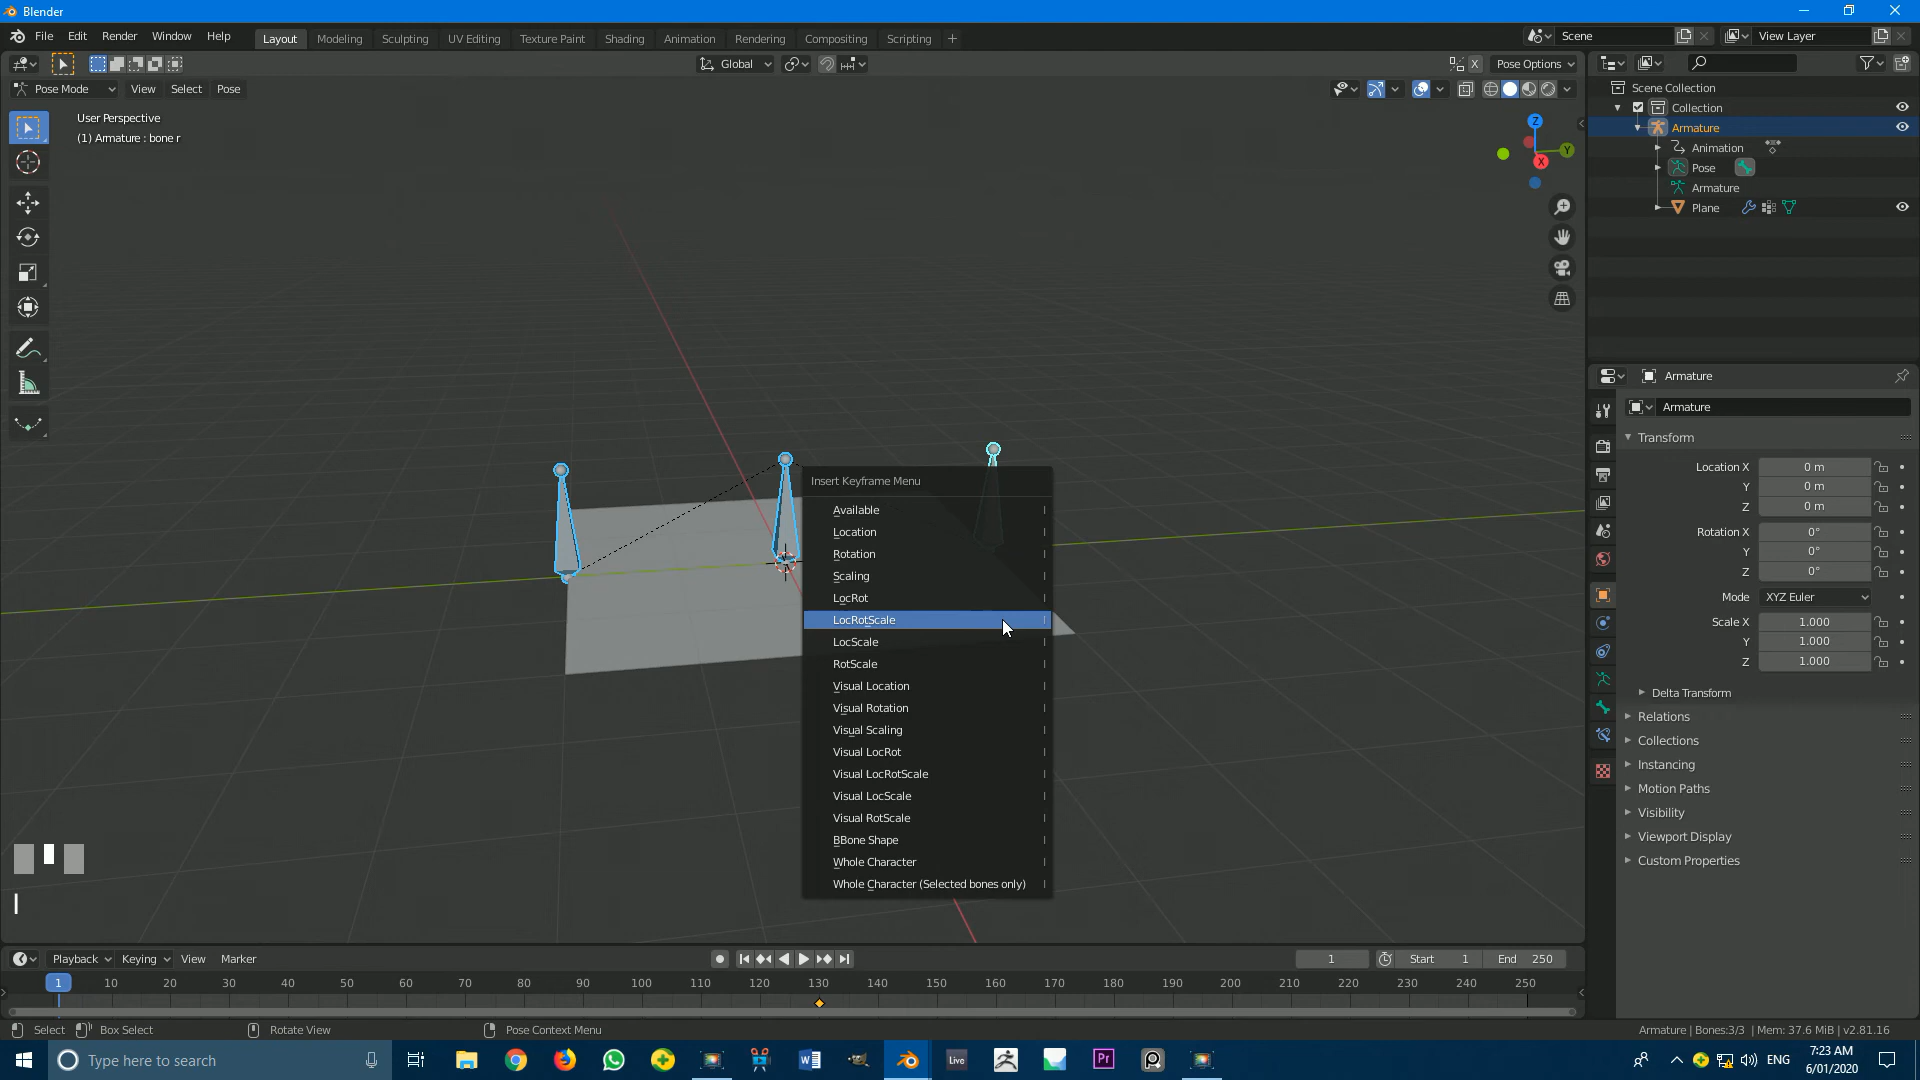 Blender
File Edit Render Window Help
Layout Modeling Sculpting UV Editing Texture Paint Shading Animation Rendering Compositing Scripting
Scene View Layer
Global Pose Options
Pose Mode View Select Pose
User Perspective
(1) Armature : bone r
Z
Y
X
X
Scene Collection
Collection
Armature
Animation
Pose
Armature
Plane
Insert Keyframe Menu
Available I
Location I
Rotation I
Scaling I
LocRot I
LocRotScale I
LocScale I
RotScale I
Visual Location I
Visual Rotation I
Visual Scaling I
Visual LocRot I
Visual LocRotScale I
Visual LocScale I
Visual RotScale I
BBone Shape I
Whole Character I
Whole Character (Selected bones only) I
Armature
Armature
Transform
Location X 0 m
Y 0 m
Z 0 m
Rotation X 0°
Y 0°
Z 0°
Mode XYZ Euler
Scale X 1.000
Y 1.000
Z 1.000
Delta Transform
Relations
Collections
Instancing
Motion Paths
Visibility
Viewport Display
Custom Properties
I
Playback Keying View Marker 1 Start 1 End 250
1 10 20 30 40 50 60 70 80 90 100 110 120 130 140 150 160 170 180 190 200 210 220 230 240 250
Select Box Select Rotate View Pose Context Menu Armature | Bones:3/3 | Mem: 37.6 MiB | v2.81.16
Type here to search
W
Live
Pr
ENG
7:23 AM
6/01/2020